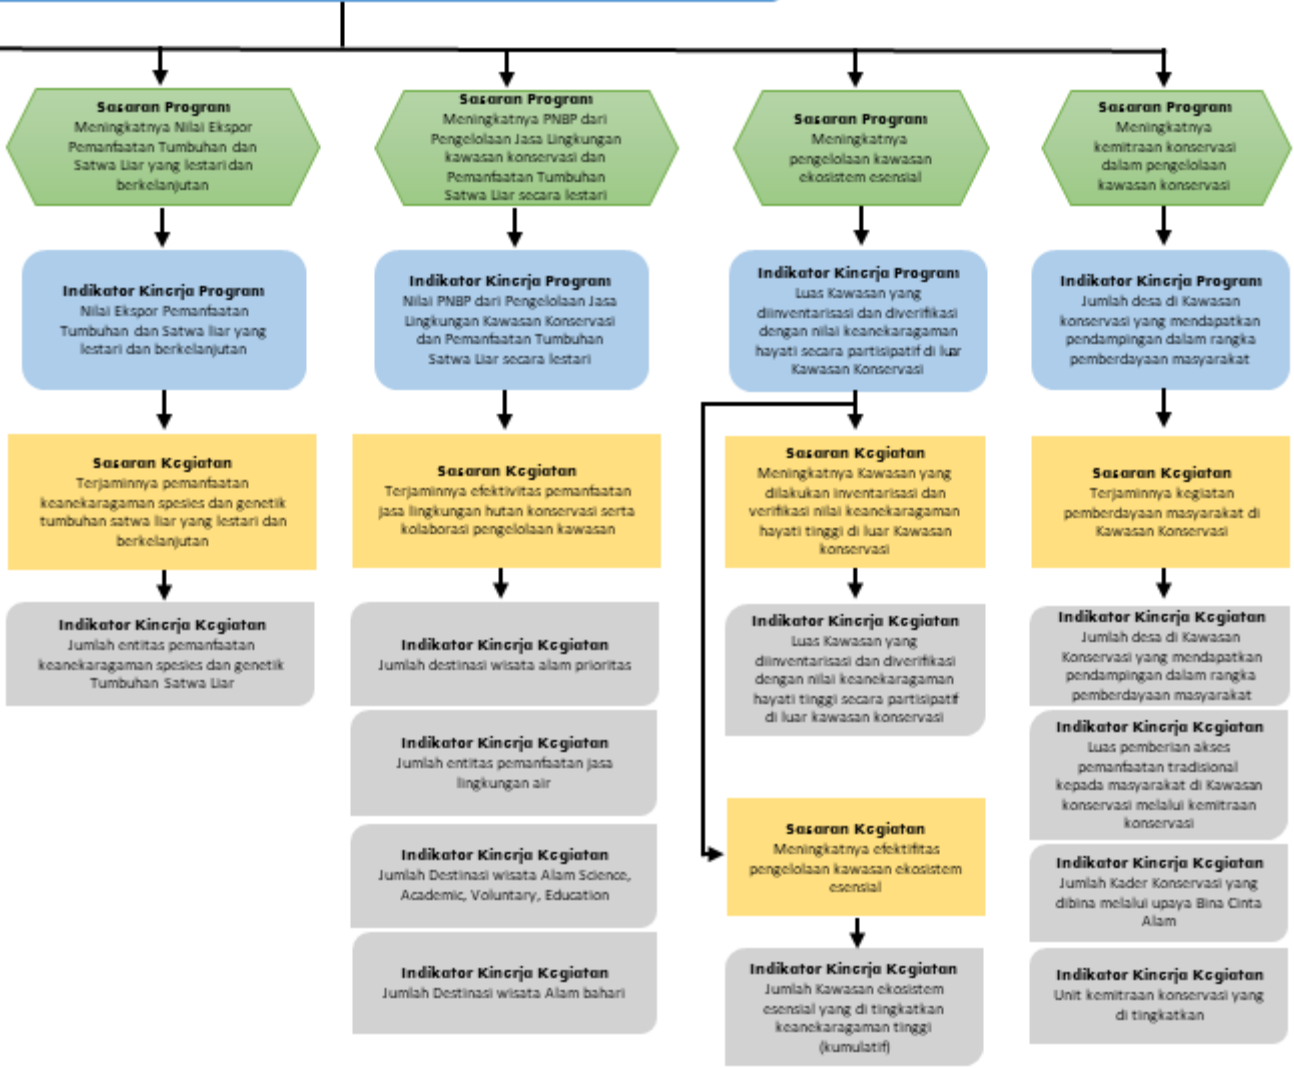 Sasaran Program
Meningkatnya Nilai Ekspor
Pemanfaatan Tumbuhan dan
Satwa Liar yang lestari dan
berkelanjutan
Indikator Kinerja Program
Nilai Ekspor Pemanfaatan
Tumbuhan dan Satwa liar yang
lestari dan berkelanjutan
Sasaran Kegiatan
Terjaminnya pemanfaatan
keanekaragaman spesies dan genetik
tumbuhan satwa liar yang lestari dan
berkelanjutan
Indikator Kinerja Kegiatan
Jumlah entitas pemanfaatan
keanekaragaman spesies dan genetik
Tumbuhan Satwa Liar
Sasaran Program
Meningkatnya PNBP dari
Pengelolaan Jasa Lingkungan
kawasan konservasi dan
Pemanfaatan Tumbuhan
Satwa Liar secara lestari
Indikator Kinerja Program
Nilai PNBP dari Pengelolaan Jasa
Lingkungan Kawasan Konservasi
dan Pemanfaatan Tumbuhan
Satwa Liar secara lestari
Sasaran Kegiatan
Terjaminnya efektivitas pemanfaatan
jasa lingkungan hutan konservasi serta
kolaborasi pengelolaan kawasan
Indikator Kinerja Kegiatan
Jumlah destinasi wisata alam prioritas
Indikator Kinerja Kegiatan
Jumlah entitas pemanfaatan jasa
lingkungan air
Indikator Kinerja Kegiatan
Jumlah Destinasi wisata Alam Science,
Academic, Voluntary, Education
Indikator Kinerja Kegiatan
Jumlah Destinasi wisata Alam bahari
Sasaran Program
Meningkatnya
pengelolaan kawasan
ekosistem esensial
Indikator Kinerja Program
Luas Kawasan yang
diinventarisasi dan diverifikasi
dengan nilai keanekaragaman
hayati secara partisipatif di luar
Kawasan Konservasi
Sasaran Kegiatan
Meningkatnya Kawasan yang
dilakukan inventarisasi dan
verifikasi nilai keanekaragaman
hayati tinggi di luar Kawasan
konservasi
Indikator Kinerja Kegiatan
Luas Kawasan yang
diinventarisasi dan diverifikasi
dengan nilai keanekaragaman
hayati tinggi secara partisipatif
di luar kawasan konservasi
Sasaran Kegiatan
Meningkatnya efektifitas
pengelolaan kawasan ekosistem
esensial
Indikator Kinerja Kegiatan
Jumlah Kawasan ekosistem
esensial yang di tingkatkan
keanekaragaman tinggi
(kumulatif)
Sasaran Program
Meningkatnya
kemitraan konservasi
dalam pengelolaan
kawasan konservasi
Indikator Kinerja Program
Jumlah desa di Kawasan
konservasi yang mendapatkan
pendampingan dalam rangka
pemberdayaan masyarakat
Sasaran Kegiatan
Terjaminnya kegiatan
pemberdayaan masyarakat di
Kawasan Konservasi
Indikator Kinerja Kegiatan
Jumlah desa di Kawasan
Konservasi yang mendapatkan
pendampingan dalam rangka
pemberdayaan masyarakat
Indikator Kinerja Kegiatan
Luas pemberian akses
pemanfaatan tradisional
kepada masyarakat di Kawasan
konservasi melalui kemitraan
konservasi
Indikator Kinerja Kegiatan
Jumlah Kader Konservasi yang
dibina melalui upaya Bina Cinta
Alam
Indikator Kinerja Kegiatan
Unit kemitraan konservasi yang
di tingkatkan